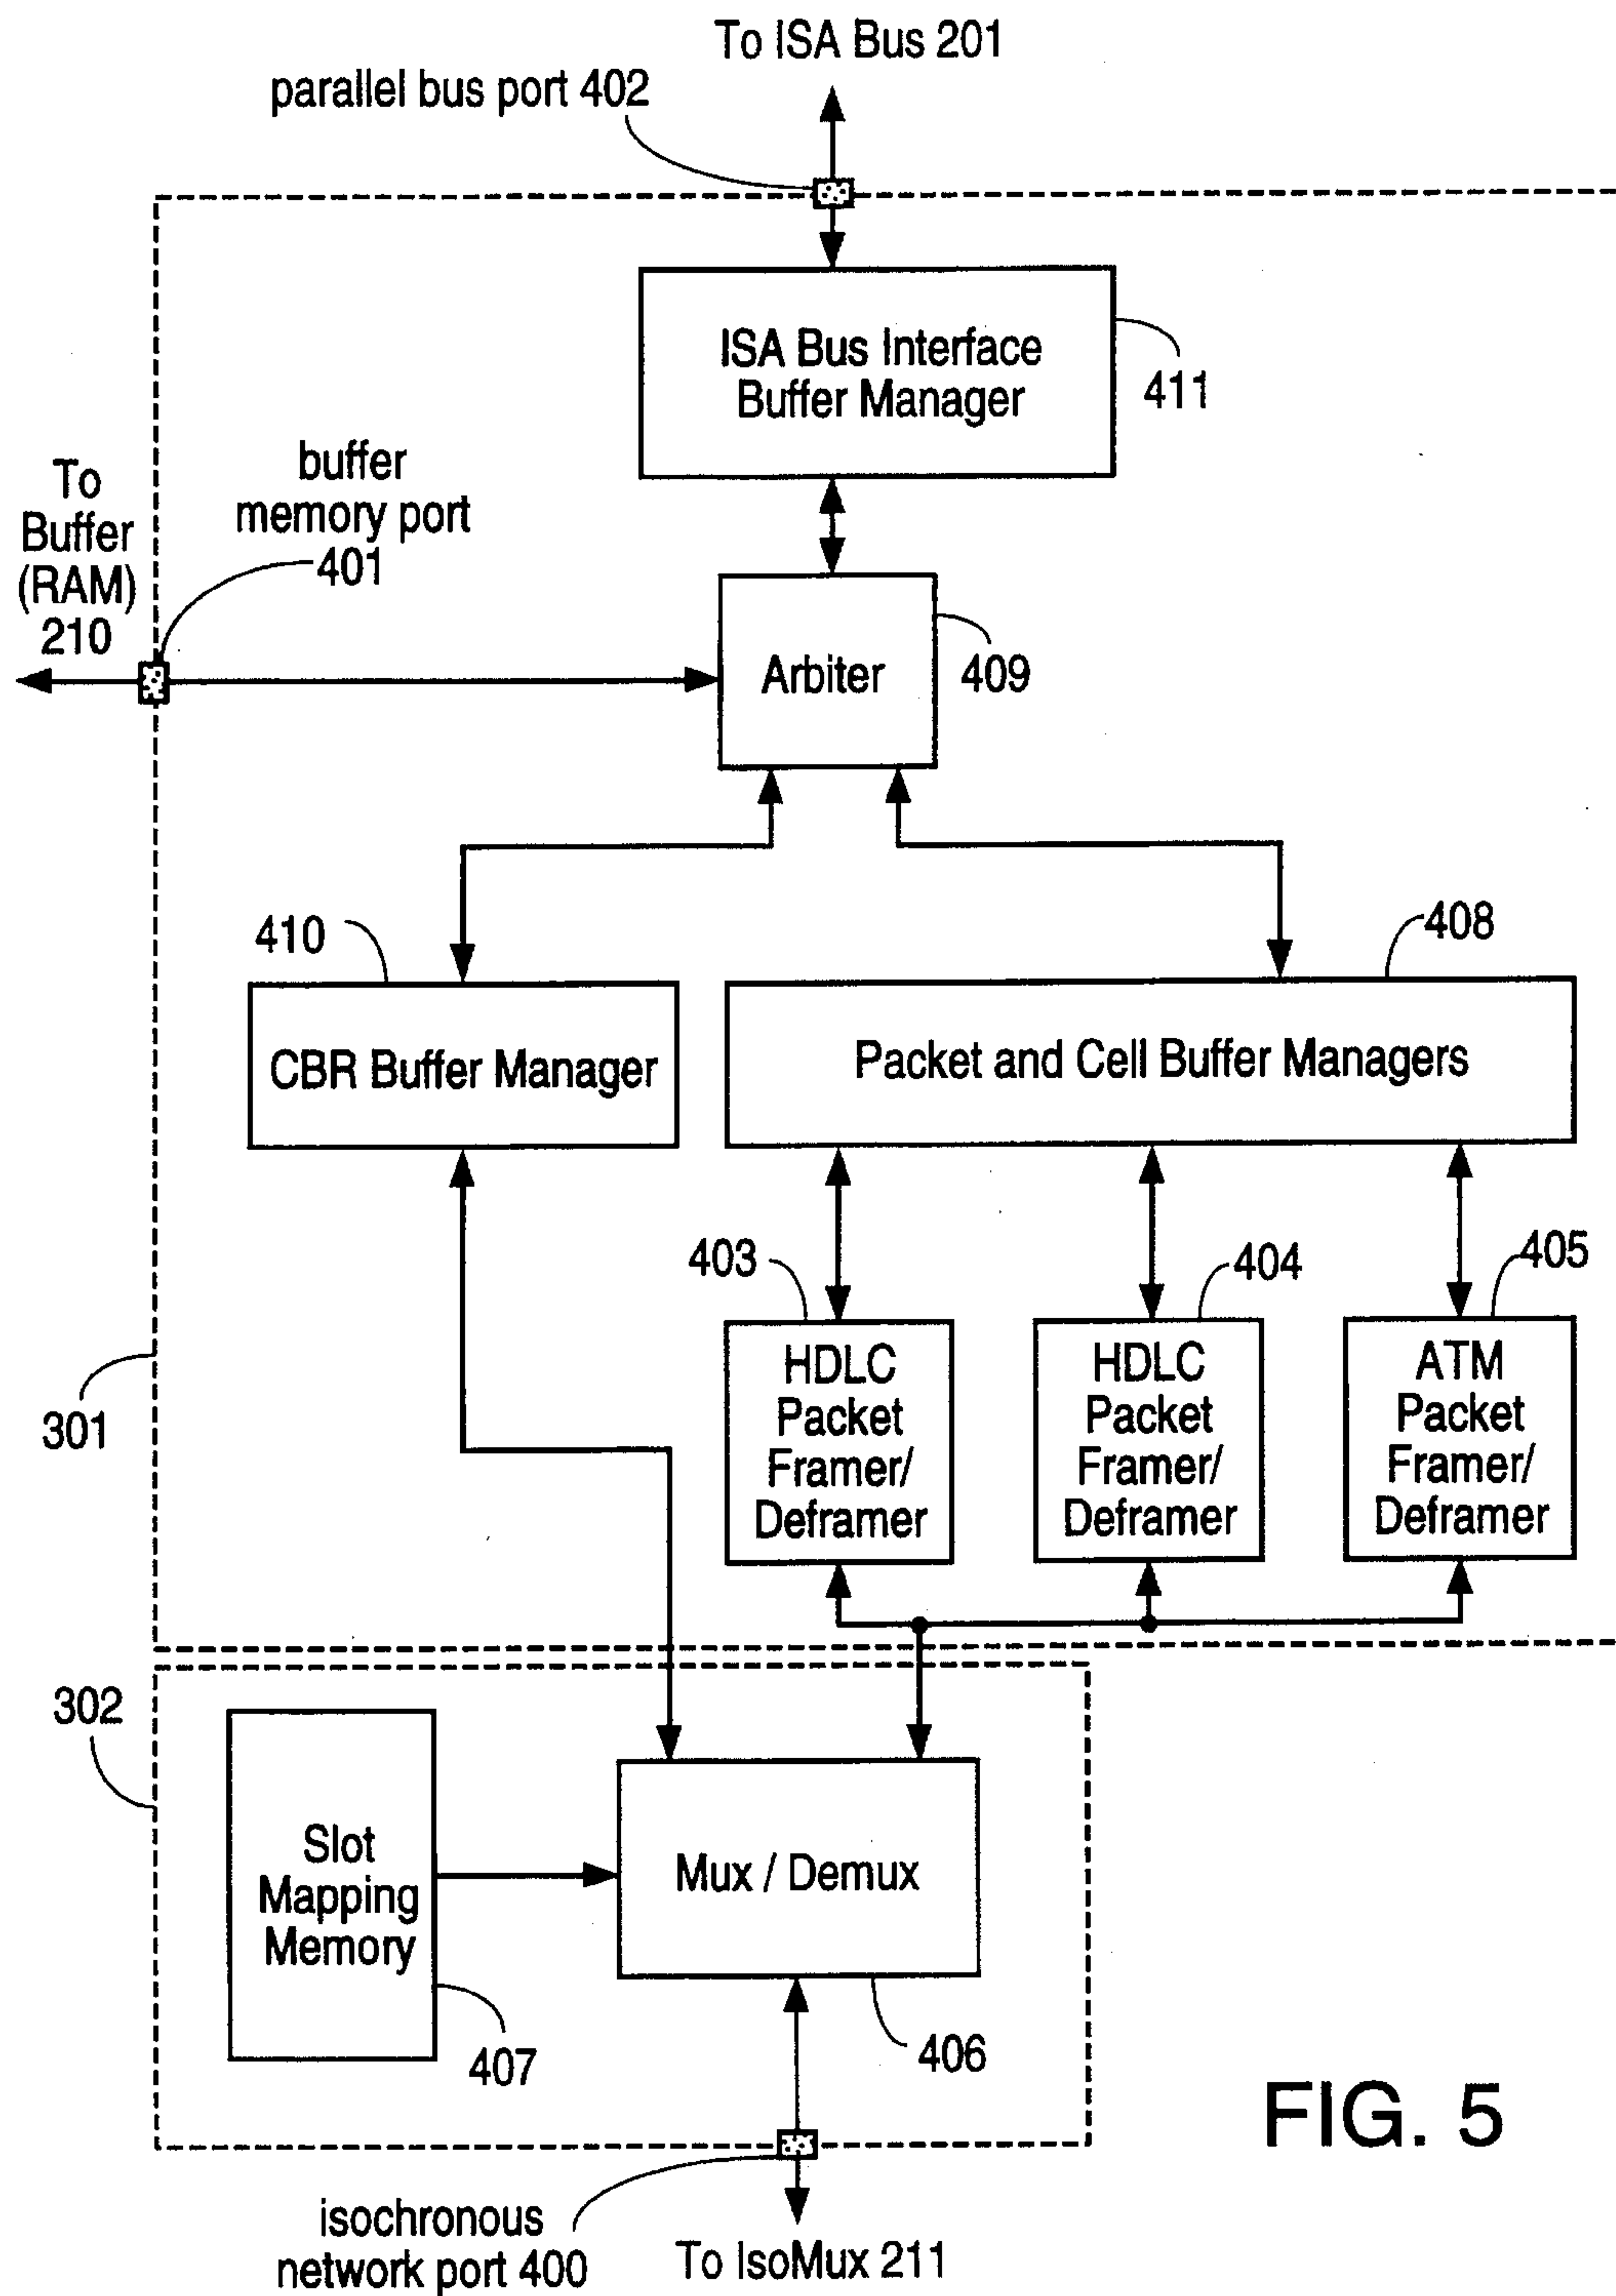 To ISA Bus 201
parallel bus port 402
ISA Bus Interface
Buffer Manager
411
To
Buffer
(RAM)
210
buffer
memory port
401
Arbiter
409
410
408
CBR Buffer Manager
Packet and Cell Buffer Managers
403
404
405
HDLC
Packet
Framer/
Deframer
HDLC
Packet
Framer/
Deframer
ATM
Packet
Framer/
Deframer
301
302
Slot
Mapping
Memory
Mux / Demux
407
406
FIG. 5
isochronous
network port 400
To IsoMux 211